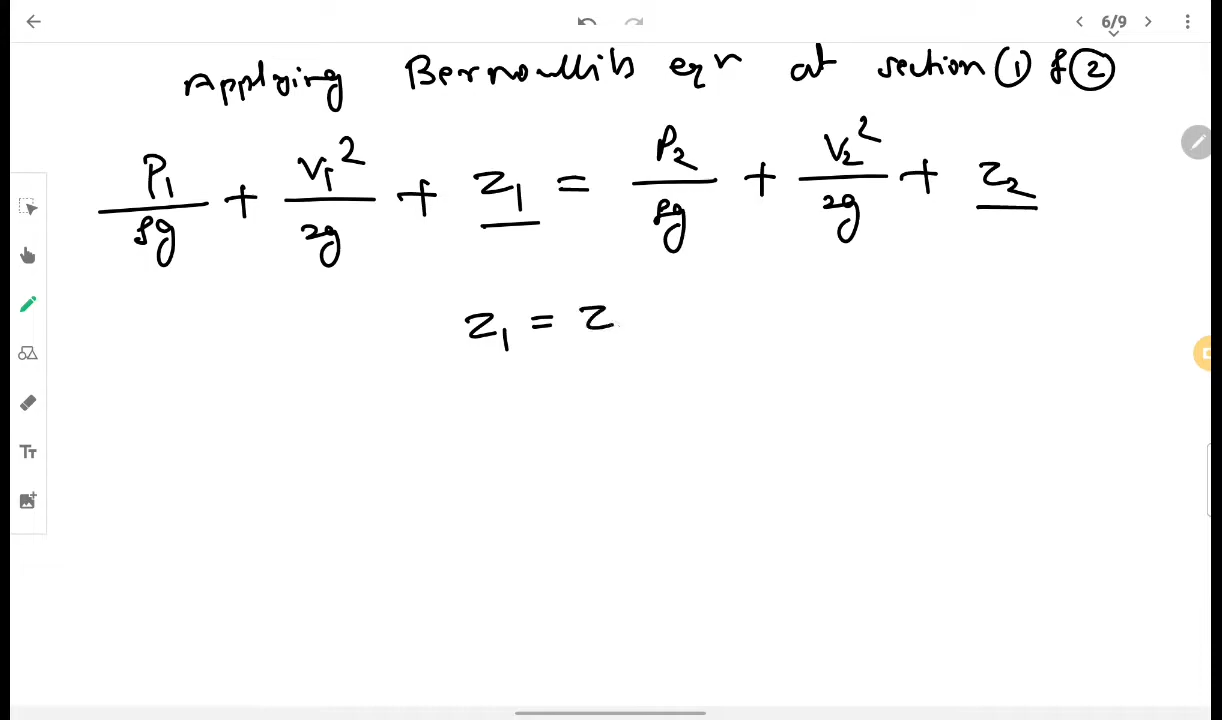 6/9
Applying Bernoulli's eqn at section ① & ②
P₁/ρg + V₁²/2g + Z₁ = P₂/ρg + V₂²/2g + Z₂
Z₁ = Z
Tт